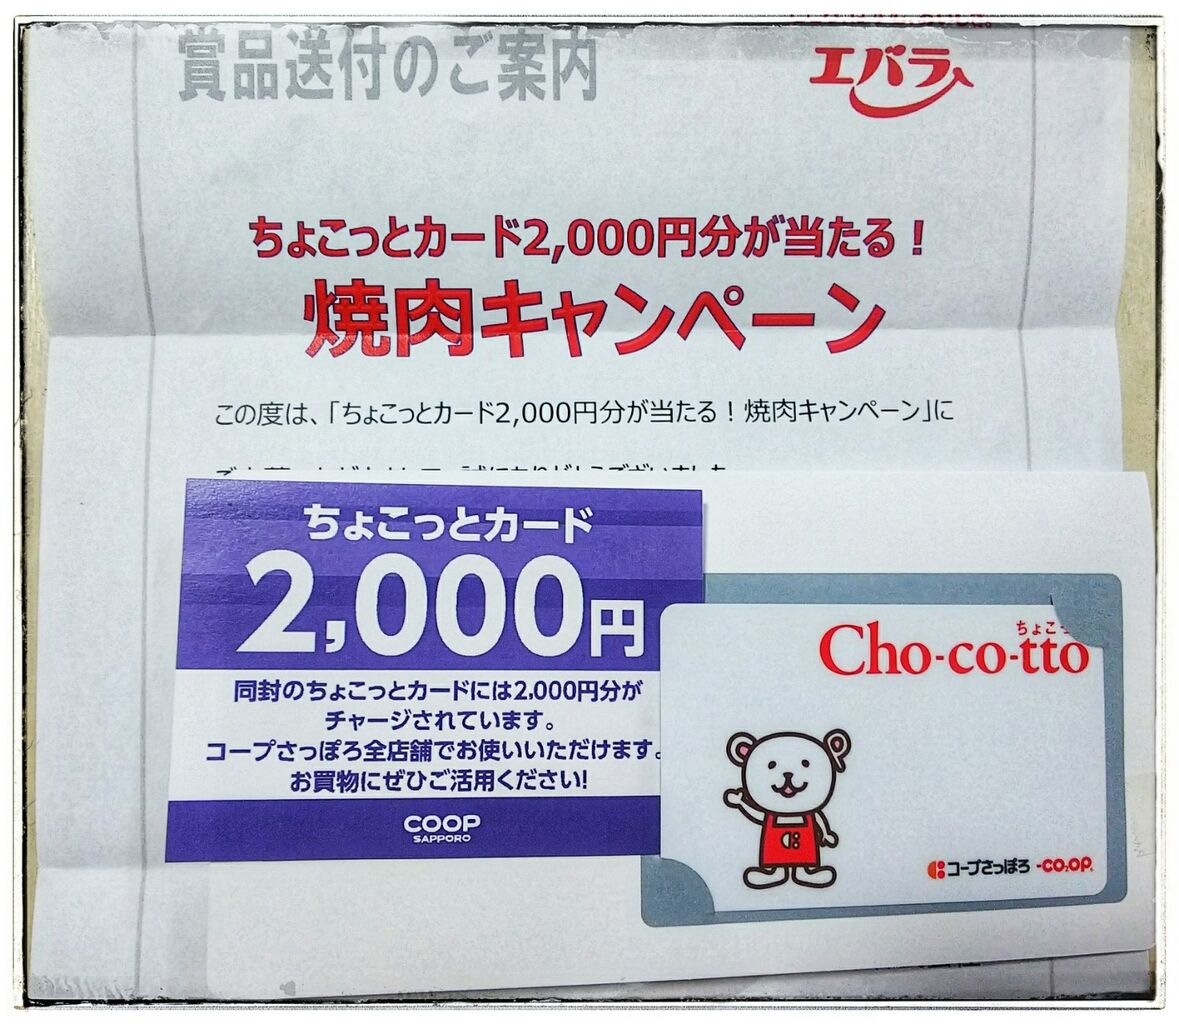 賞品送付のご案内
エバラ
ちょこっとカード2,000円分が当たる！
焼肉キャンペーン
この度は、「ちょこっとカード2,000円分が当たる！焼肉キャンペーン」に
ちょこっとカード
2,000円
同封のちょこっとカードには2,000円分が
チャージされています。
コープさっぽろ全店舗でお使いいただけます。
お買物にぜひご活用ください!
COOP
SAPPORO
ちょこっ
Cho-co-tto
コープさっぽろ -CO・OP